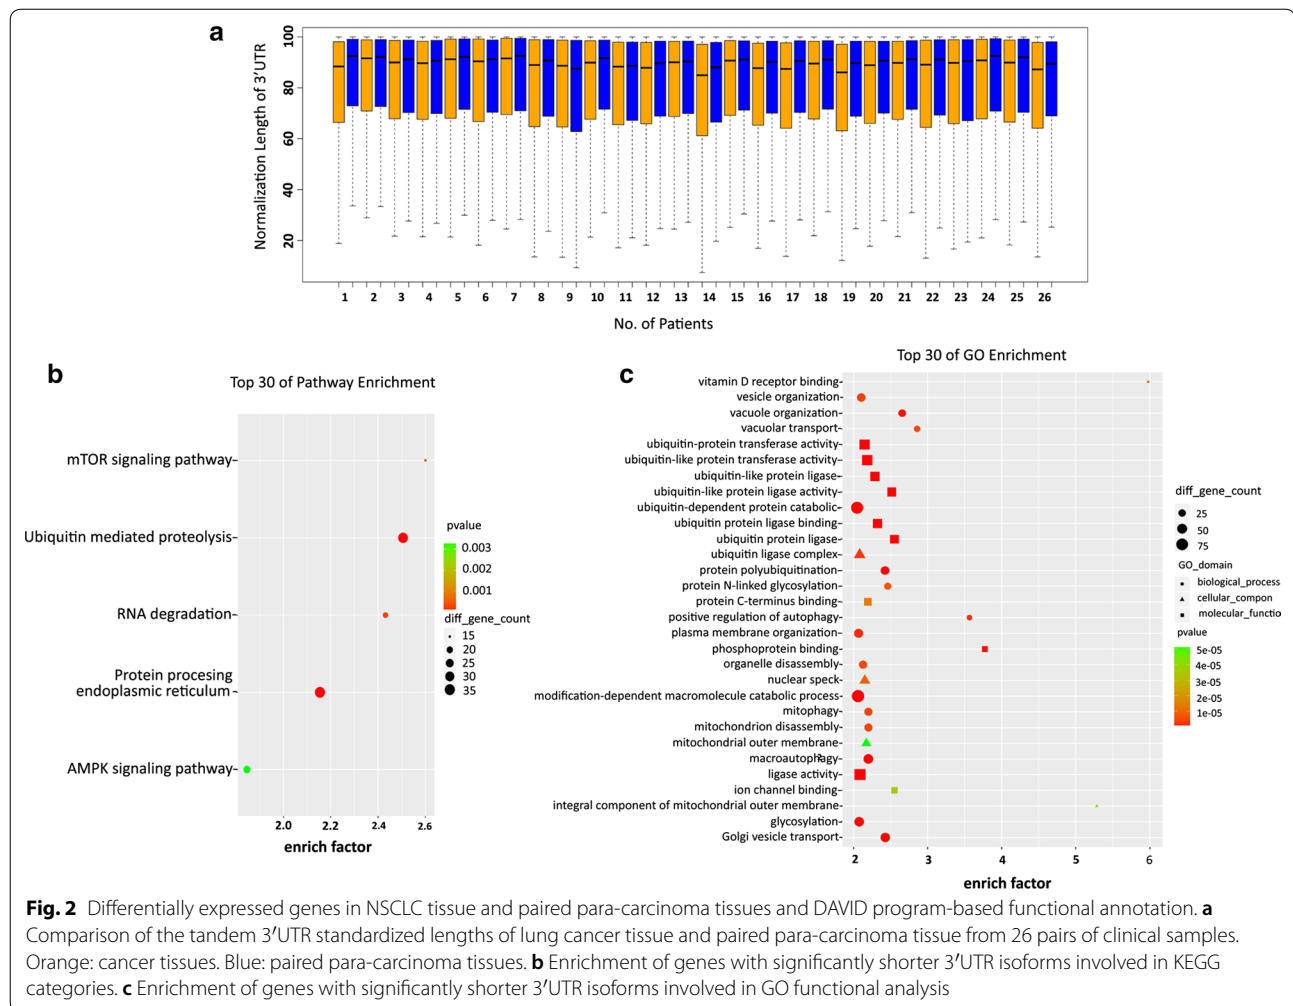 a
Normalization Length of 3′UTR
100
80
60
40
20
1 2 3 4 5 6 7 8 9 10 11 12 13 14 15 16 17 18 19 20 21 22 23 24 25 26
No. of Patients
b
Top 30 of Pathway Enrichment
mTOR signaling pathway
Ubiquitin mediated proteolysis
RNA degradation
Protein procesing
endoplasmic reticulum
AMPK signaling pathway
2.0 2.2 2.4 2.6
enrich factor
pvalue
0.003
0.002
0.001
diff_gene_count
15
20
25
30
35
c
Top 30 of GO Enrichment
vitamin D receptor binding
vesicle organization
vacuole organization
vacuolar transport
ubiquitin-protein transferase activity
ubiquitin-like protein transferase activity
ubiquitin-like protein ligase
ubiquitin-like protein ligase activity
ubiquitin-dependent protein catabolic
ubiquitin protein ligase binding
ubiquitin protein ligase
ubiquitin ligase complex
protein polyubiquitination
protein N-linked glycosylation
protein C-terminus binding
positive regulation of autophagy
plasma membrane organization
phosphoprotein binding
organelle disassembly
nuclear speck
modification-dependent macromolecule catabolic process
mitophagy
mitochondrion disassembly
mitochondrial outer membrane
macroautophagy
ligase activity
ion channel binding
integral component of mitochondrial outer membrane
glycosylation
Golgi vesicle transport
2 3 4 5 6
enrich factor
diff_gene_count
25
50
75
GO_domain
biological_process
cellular_compon
molecular_functio
pvalue
5e-05
4e-05
3e-05
2e-05
1e-05
Fig. 2 Differentially expressed genes in NSCLC tissue and paired para-carcinoma tissues and DAVID program-based functional annotation. a
Comparison of the tandem 3′UTR standardized lengths of lung cancer tissue and paired para-carcinoma tissue from 26 pairs of clinical samples.
Orange: cancer tissues. Blue: paired para-carcinoma tissues. b Enrichment of genes with significantly shorter 3′UTR isoforms involved in KEGG
categories. c Enrichment of genes with significantly shorter 3′UTR isoforms involved in GO functional analysis